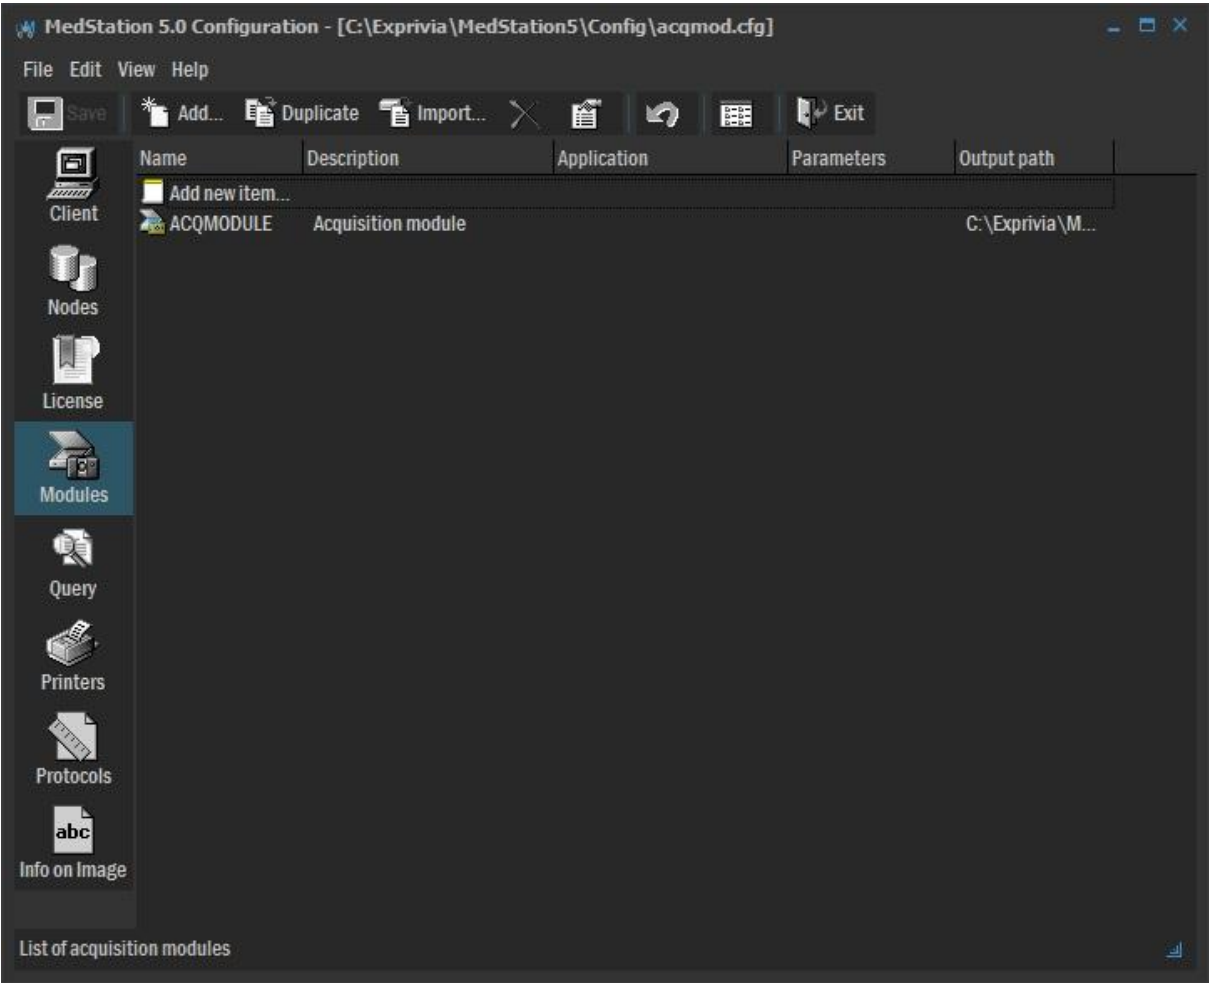 MedStation 5.0 Configuration - [C:\Exprivia\MedStation5\Config\acqmod.cfg]
File Edit View Help
Save Add... Duplicate Import... Exit
Name Description Application Parameters Output path
Add new item...
ACQMODULE Acquisition module C:\Exprivia\M...
Client
Nodes
License
Modules
Query
Printers
Protocols
abc
Info on Image
List of acquisition modules